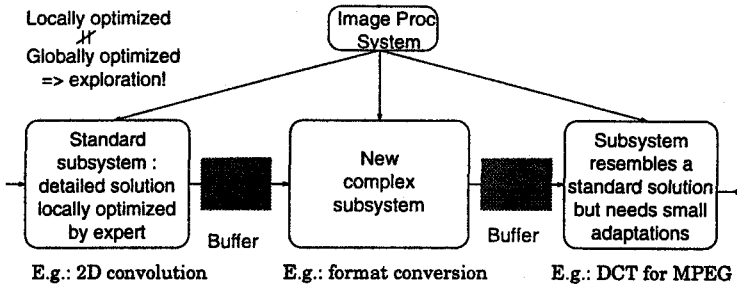 Locally optimized
≠
Globally optimized
=> exploration!
Image Proc
System
Standard
subsystem :
detailed solution
locally optimized
by expert
Buffer
New
complex
subsystem
Buffer
Subsystem
resembles a
standard solution
but needs small
adaptations
E.g.: 2D convolution
E.g.: format conversion
E.g.: DCT for MPEG